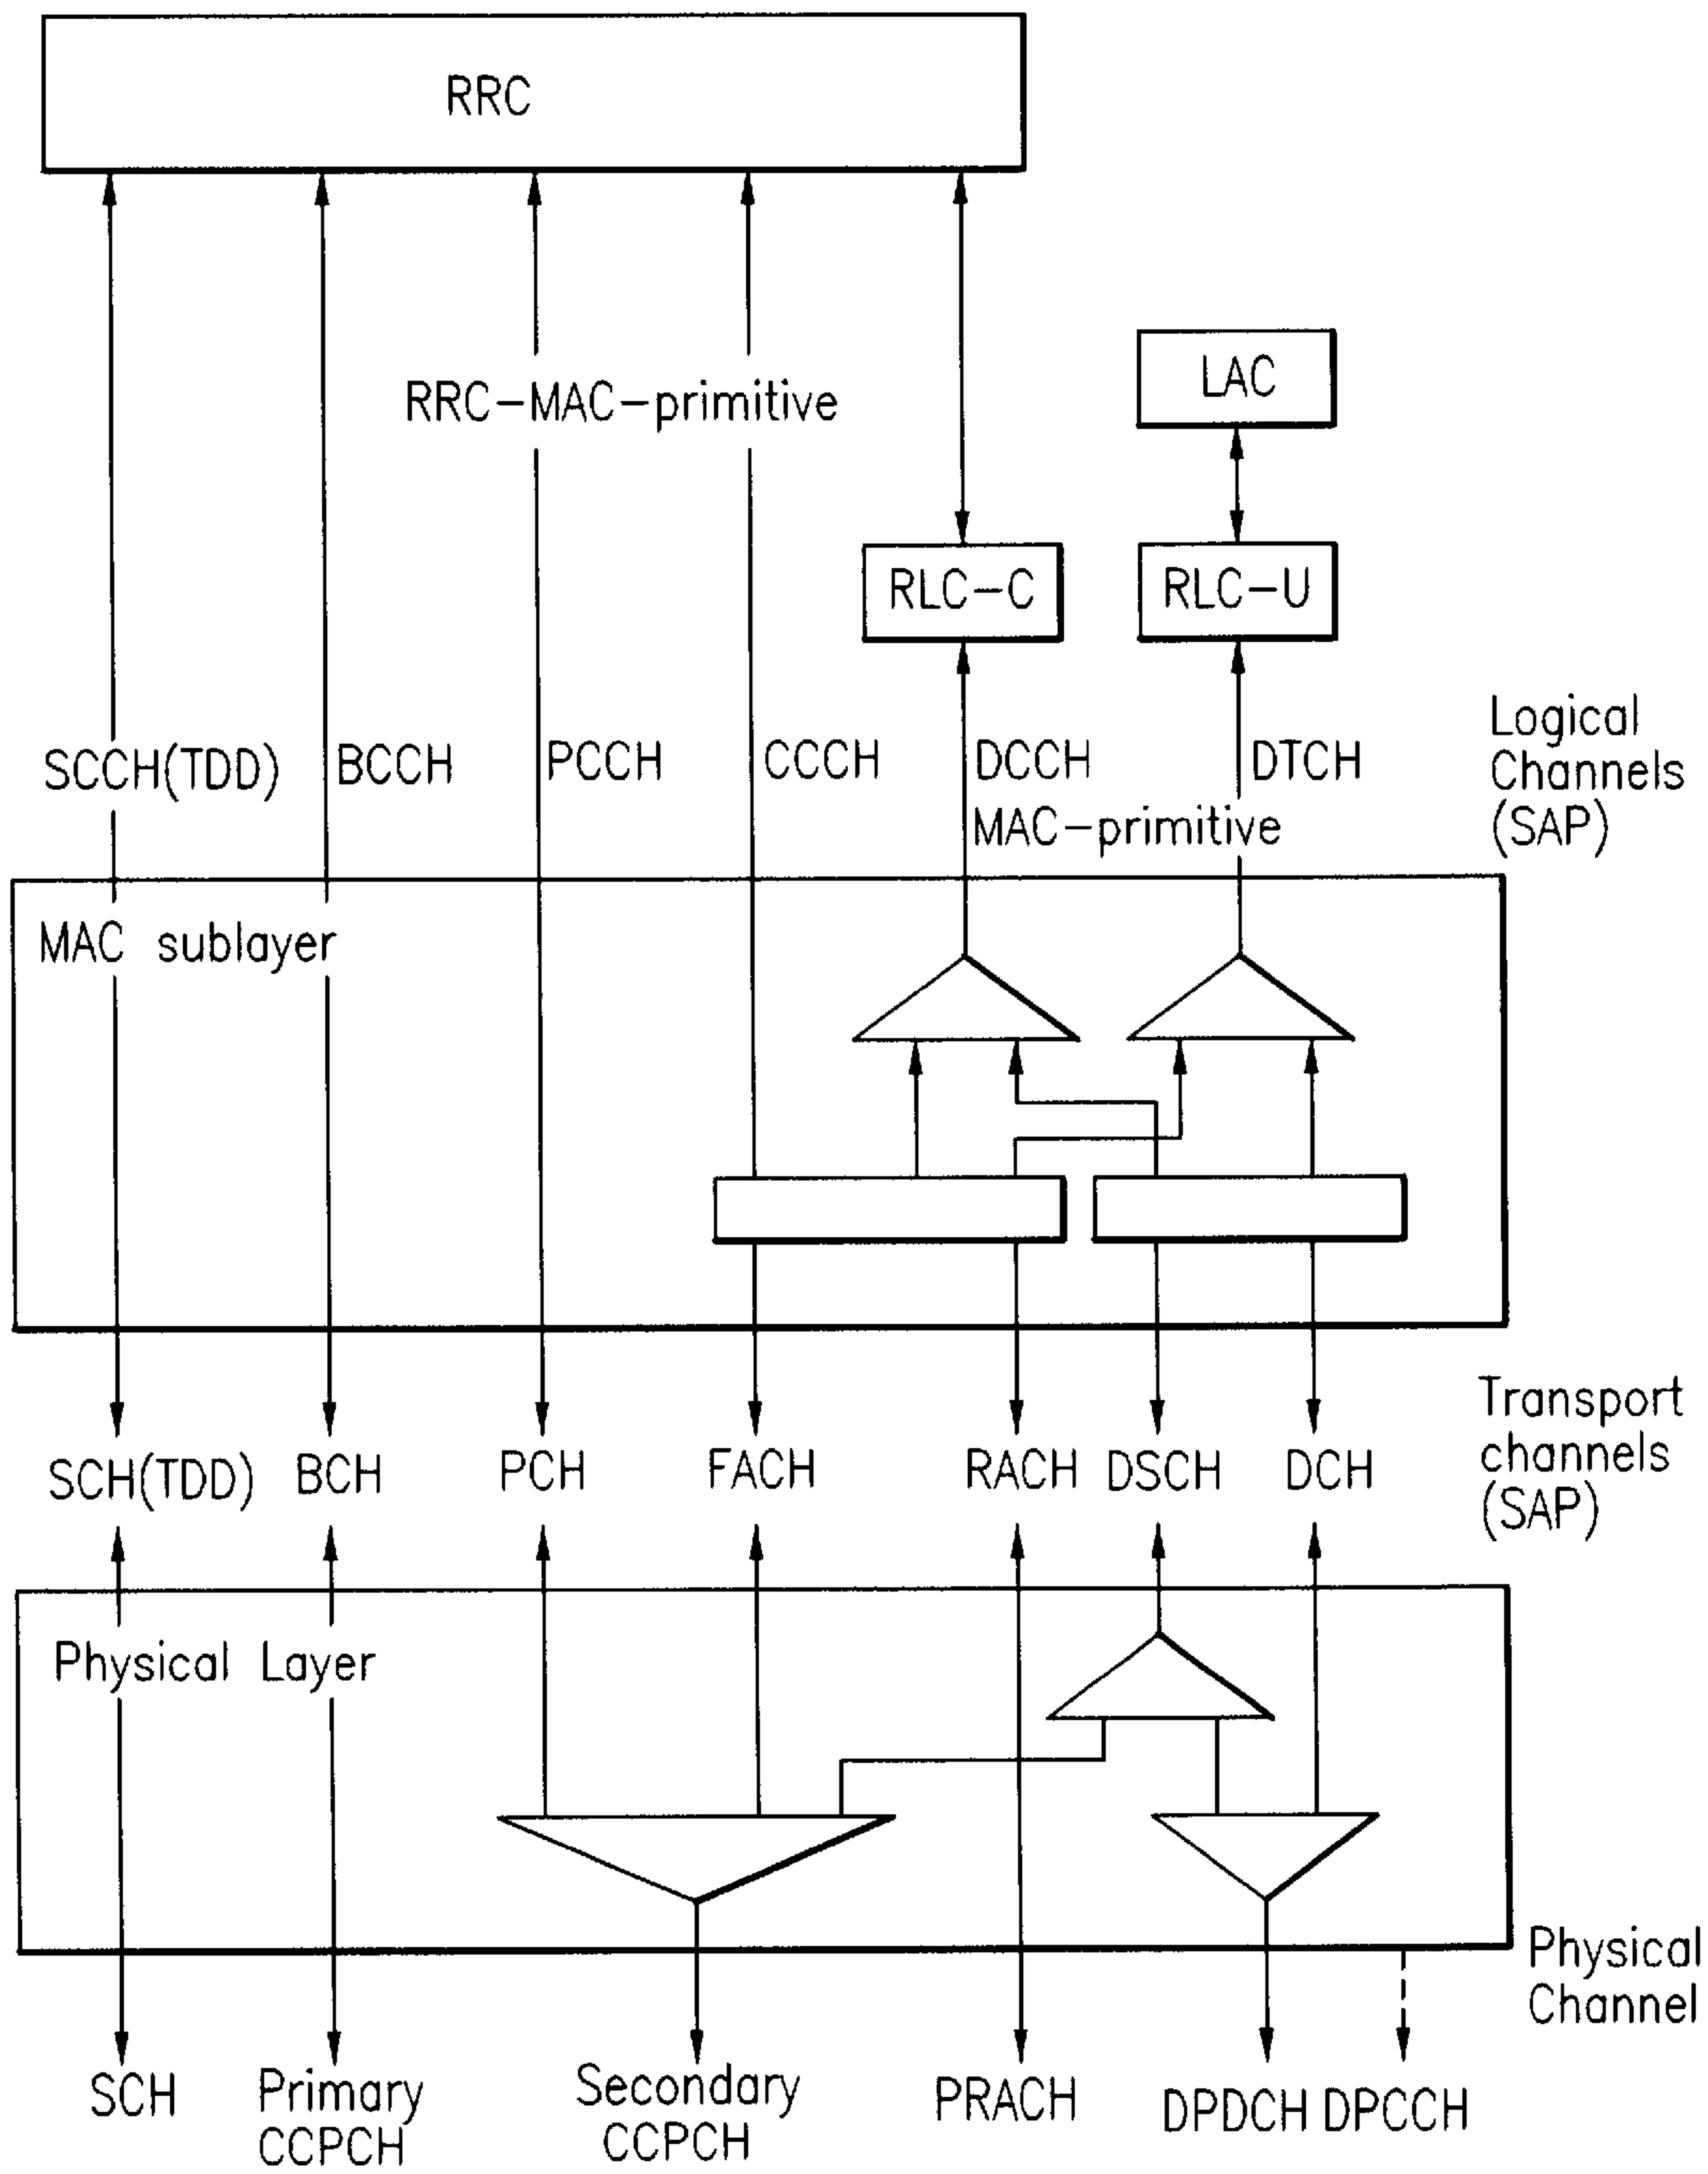 RRC
RRC-MAC-primitive
LAC
RLC-C
RLC-U
SCCH(TDD)
BCCH
PCCH
CCCH
DCCH
DTCH
MAC-primitive
Logical
Channels
(SAP)
MAC sublayer
SCH(TDD)
BCH
PCH
FACH
RACH
DSCH
DCH
Transport
channels
(SAP)
Physical Layer
Physical
Channel
SCH
Primary
CCPCH
Secondary
CCPCH
PRACH
DPDCH
DPCCH